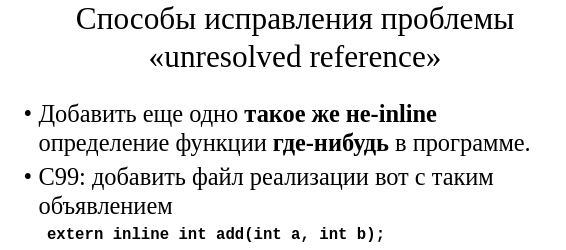 Способы исправления проблемы
«unresolved reference»
• Добавить еще одно такое же не-inline
определение функции где-нибудь в программе.
• C99: добавить файл реализации вот с таким
объявлением
extern inline int add(int a, int b);